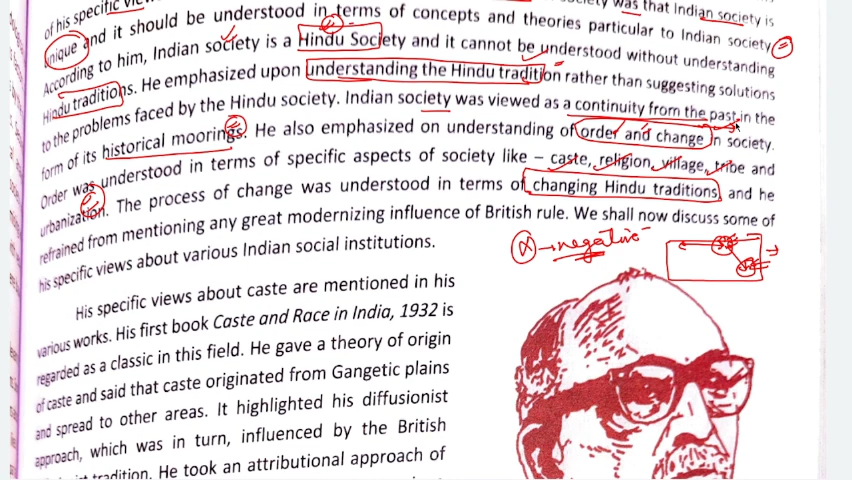 of his specific view
society was that Indian society is
unique and it should be understood in terms of concepts and theories particular to Indian society.
According to him, Indian society is a Hindu Society and it cannot be understood without understanding
Hindu traditions. He emphasized upon understanding the Hindu tradition rather than suggesting solutions
to the problems faced by the Hindu society. Indian society was viewed as a continuity from the past in the
form of its historical moorings. He also emphasized on understanding of order and change in society.
Order was understood in terms of specific aspects of society like – caste, religion, village, tribe and
urbanization. The process of change was understood in terms of changing Hindu traditions and he
refrained from mentioning any great modernizing influence of British rule. We shall now discuss some of
his specific views about various Indian social institutions.
negative
His specific views about caste are mentioned in his
various works. His first book Caste and Race in India, 1932 is
regarded as a classic in this field. He gave a theory of origin
of caste and said that caste originated from Gangetic plains
and spread to other areas. It highlighted his diffusionist
approach, which was in turn, influenced by the British
tradition. He took an attributional approach of